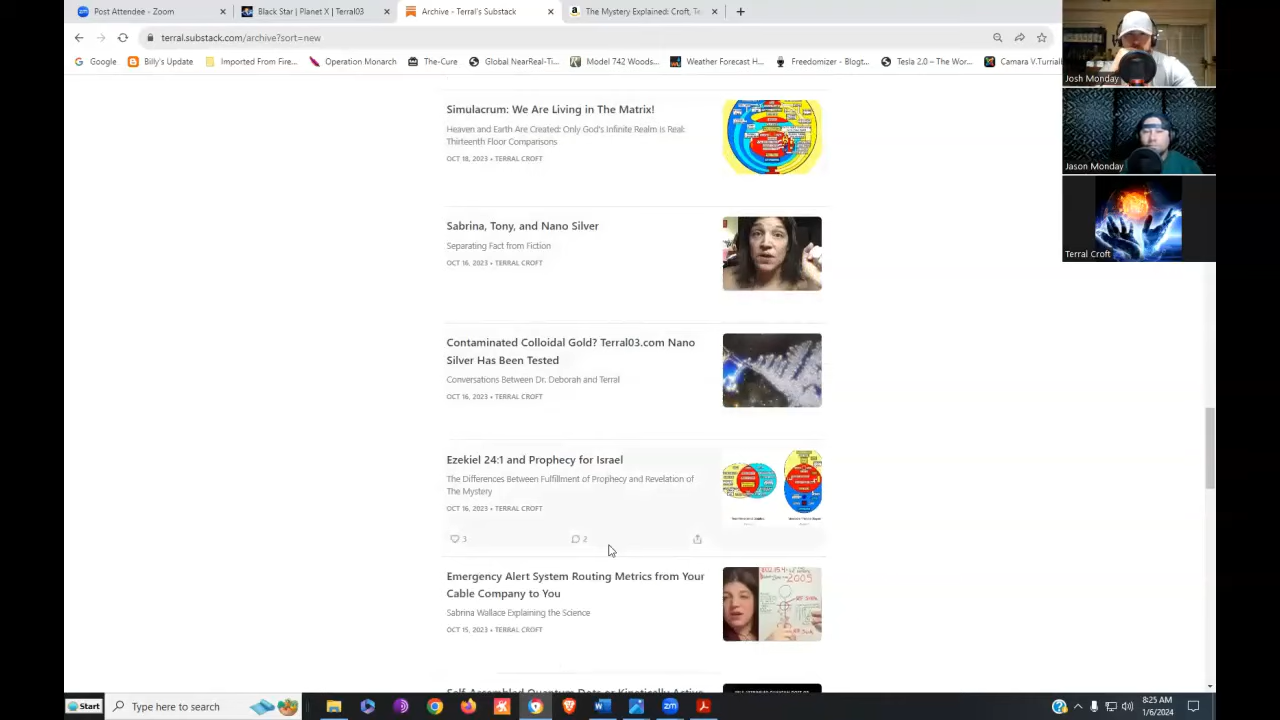 Post Attendee - Zoom
Black Star | Planet X | Terral03
Archive - Terral's Substack
The Mystery Explained: Croft, Te
terral.substack.com/archive?sort=new
Google
Billy's Update
Imported From Fire...
Operation Monarch
The-Cure
Global NearReal-Ti...
Model 742 Woods...
Weather Forecast H...
Freedomizer - Blogt...
Tesla 2.0 – The Wor...
Camara V.Turrial
Josh Monday
Jason Monday
Terral Croft
Simulacrum: We Are Living in The Matrix!
Heaven and Earth Are Created: Only God's Infinite Realm Is Real:
Thirteenth Floor Comparisons
OCT 18, 2023 • TERRAL CROFT
Sabrina, Tony, and Nano Silver
Separating Fact from Fiction
OCT 16, 2023 • TERRAL CROFT
Contaminated Colloidal Gold? Terral03.com Nano
Silver Has Been Tested
Conversations Between Dr. Deborah and Terral
OCT 16, 2023 • TERRAL CROFT
Ezekiel 24:1 and Prophecy for Israel
The Differences Between Fulfillment of Prophecy and Revelation of
The Mystery
OCT 16, 2023 • TERRAL CROFT
3
2
Emergency Alert System Routing Metrics from Your
Cable Company to You
Sabrina Wallace Explaining the Science
OCT 15, 2023 • TERRAL CROFT
2009
Start
Type here to search
8:25 AM
1/6/2024